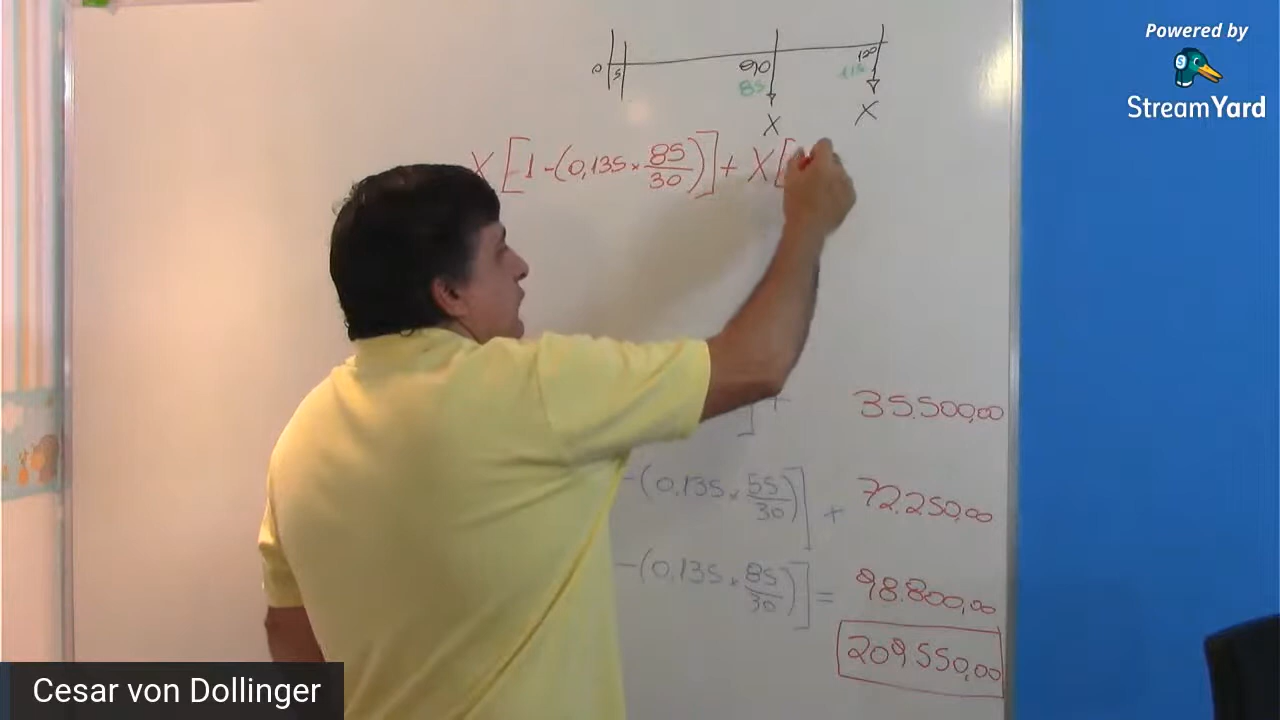 Powered by
StreamYard
0 5 90 120
85 115
X X
X [1-(0,135 × 85/30)] + X [
] + 35.500,00
-(0,135 × 55/30)] + 72.250,00
-(0,135 × 85/30)] = 98.800,00
209.550,00
Cesar von Dollinger